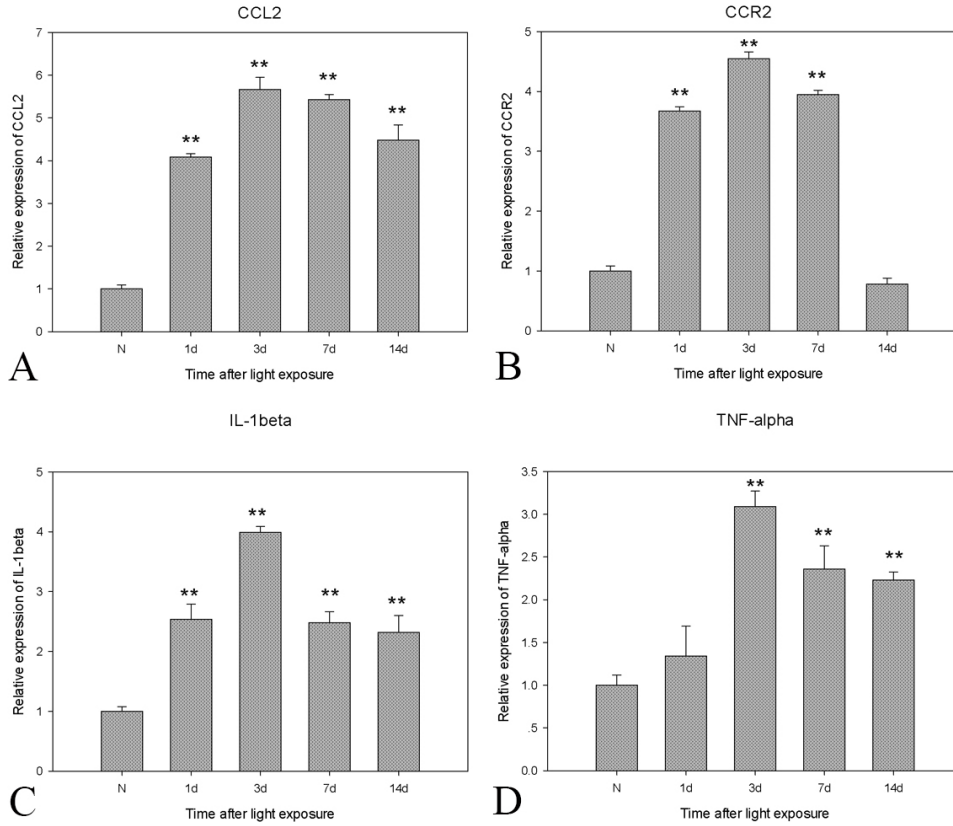 CCL2
7
6
5
4
3
2
1
0
Relative expression of CCL2
**
**
**
**
N 1d 3d 7d 14d
Time after light exposure
A
CCR2
5
4
3
2
1
0
Relative expression of CCR2
**
**
**
N 1d 3d 7d 14d
Time after light exposure
B
IL-1beta
5
4
3
2
1
0
Relative expression of IL-1beta
**
**
**
**
N 1d 3d 7d 14d
Time after light exposure
C
TNF-alpha
3.5
3.0
2.5
2.0
1.5
1.0
.5
0.0
Relative expression of TNF-alpha
**
**
**
N 1d 3d 7d 14d
Time after light exposure
D